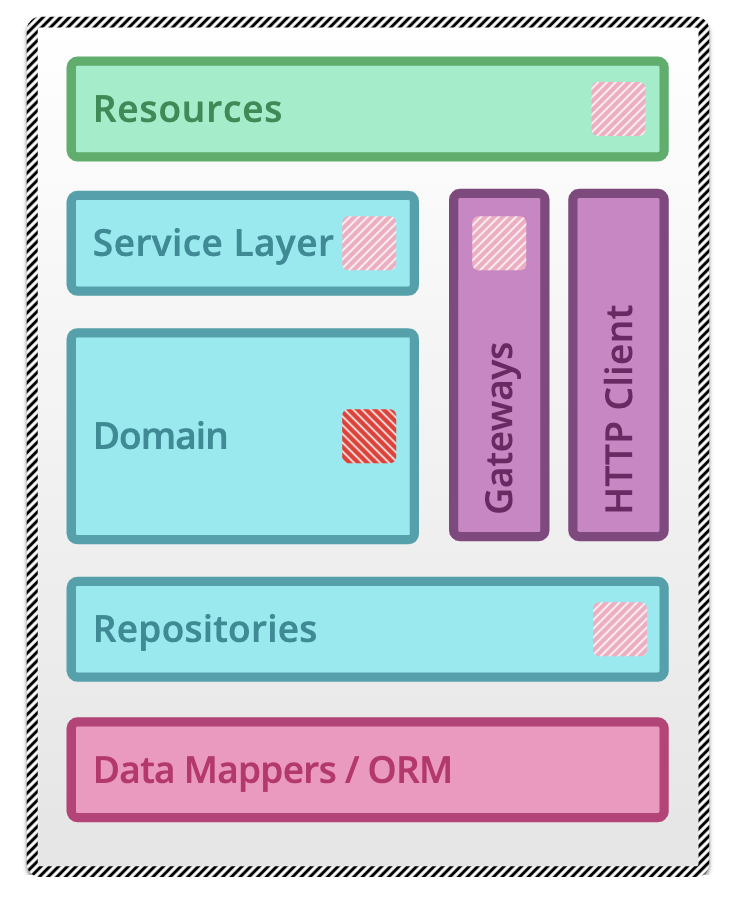 Resources
Service Layer
Gateways
HTTP Client
Domain
Repositories
Data Mappers / ORM